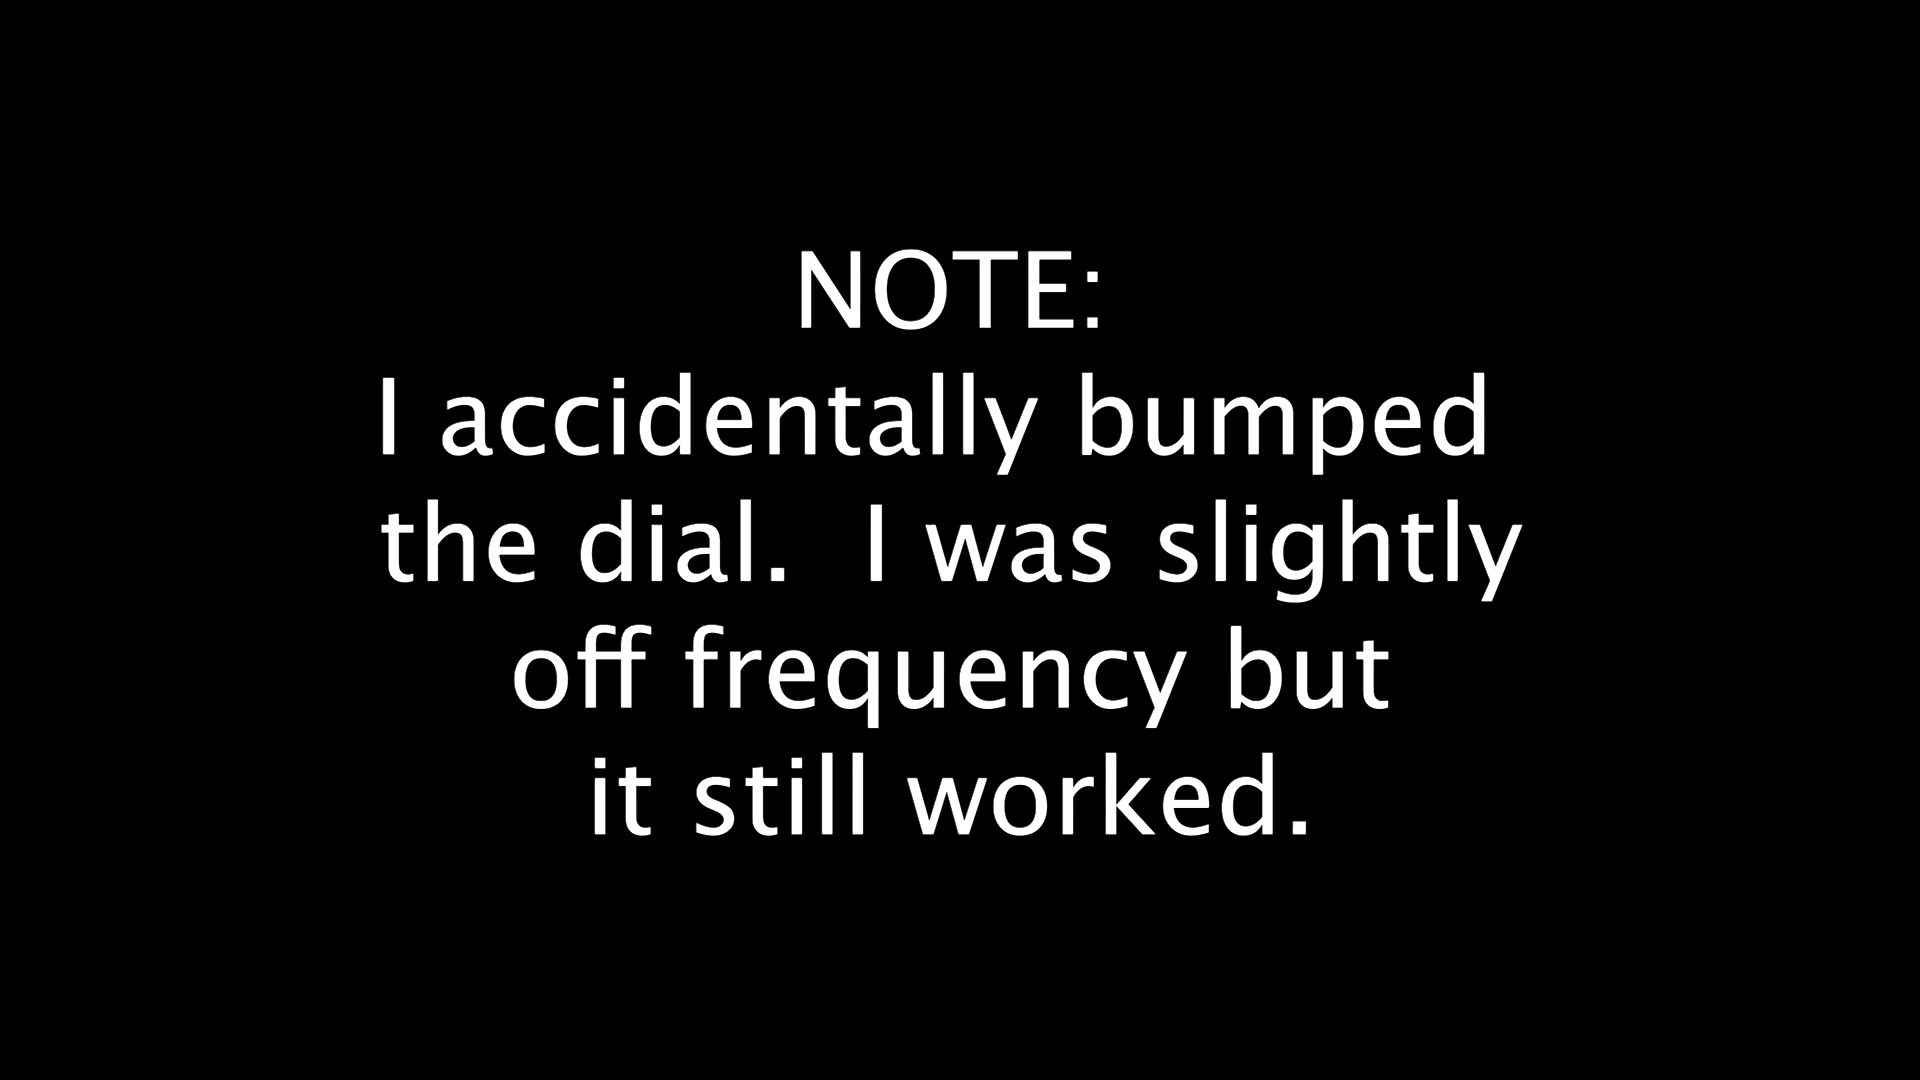 NOTE:
I accidentally bumped
the dial.  I was slightly
off frequency but
it still worked.